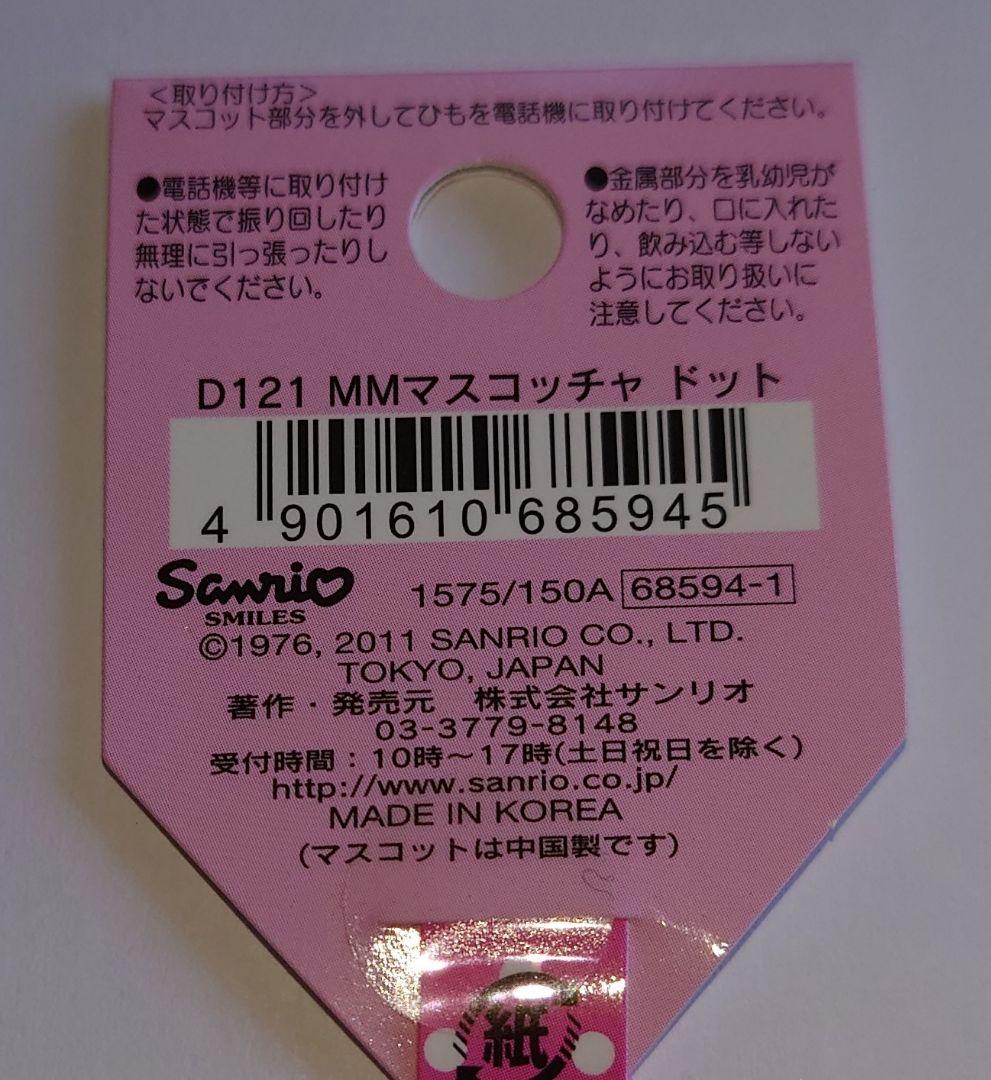 ＜取り付け方＞
マスコット部分を外してひもを電話機に取り付けてください。
●電話機等に取り付け
た状態で振り回したり
無理に引っ張ったりし
ないでください。
●金属部分を乳幼児が
なめたり、口に入れた
り、飲み込む等しない
ようにお取り扱いに
注意してください。
D121 MMマスコッチャ ドット
4 901610 685945
Sanrio
SMILES
1575/150A 68594-1
©1976, 2011 SANRIO CO., LTD.
TOKYO, JAPAN
著作・発売元　株式会社サンリオ
03-3779-8148
受付時間：10時～17時(土日祝日を除く)
http://www.sanrio.co.jp/
MADE IN KOREA
(マスコットは中国製です)
紙